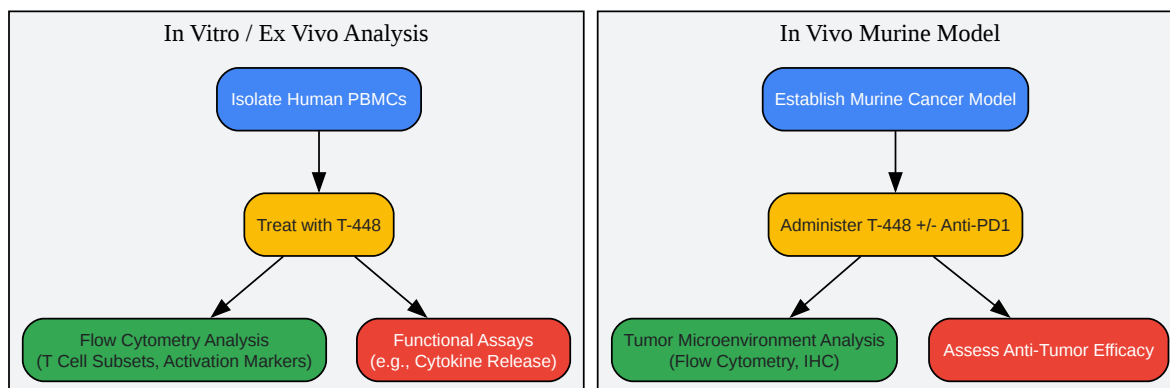 In Vitro / Ex Vivo Analysis
Isolate Human PBMCs
Treat with T-448
Flow Cytometry Analysis
(T Cell Subsets, Activation Markers)
Functional Assays
(e.g., Cytokine Release)
In Vivo Murine Model
Establish Murine Cancer Model
Administer T-448 +/- Anti-PD1
Tumor Microenvironment Analysis
(Flow Cytometry, IHC)
Assess Anti-Tumor Efficacy